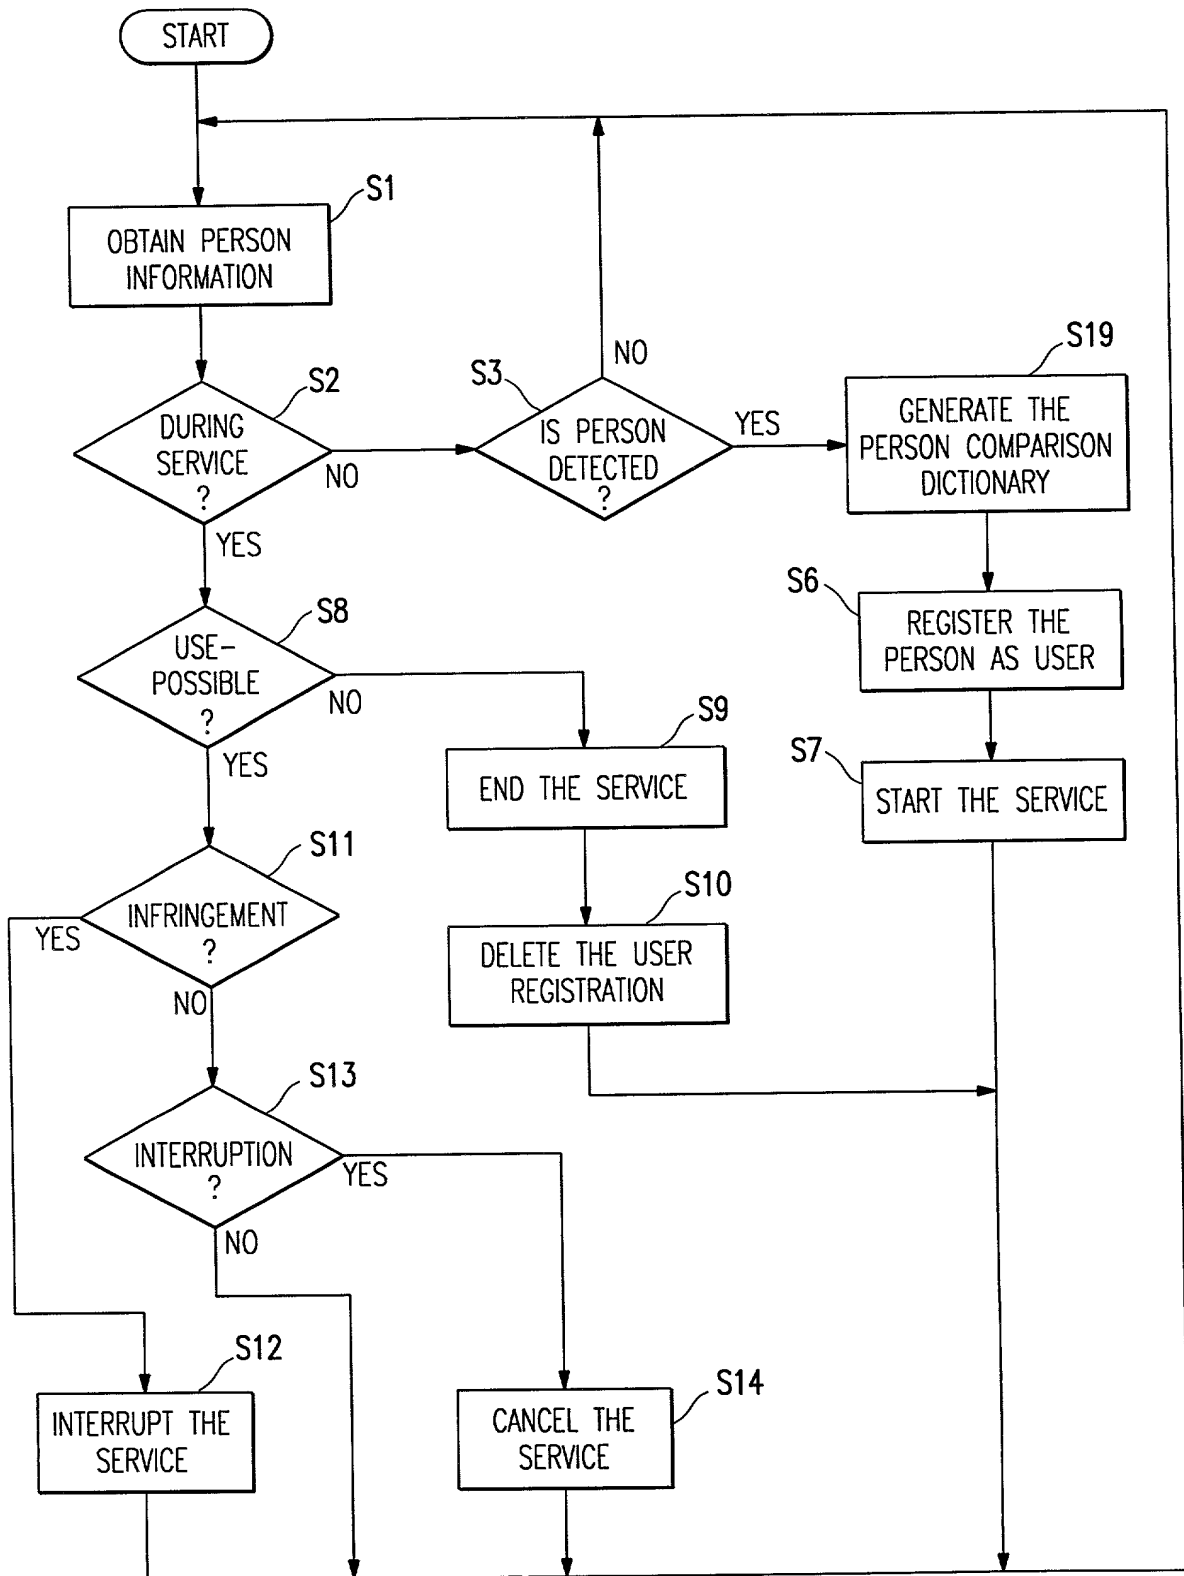 START
S1
OBTAIN PERSON
INFORMATION
S2
DURING
SERVICE
?
NO
YES
S3
IS PERSON
DETECTED
?
NO
YES
S19
GENERATE THE
PERSON COMPARISON
DICTIONARY
S6
REGISTER THE
PERSON AS USER
S7
START THE SERVICE
S8
USE-
POSSIBLE
?
NO
YES
S9
END THE SERVICE
S10
DELETE THE USER
REGISTRATION
S11
INFRINGEMENT
?
YES
NO
S13
INTERRUPTION
?
YES
NO
S12
INTERRUPT THE
SERVICE
S14
CANCEL THE
SERVICE